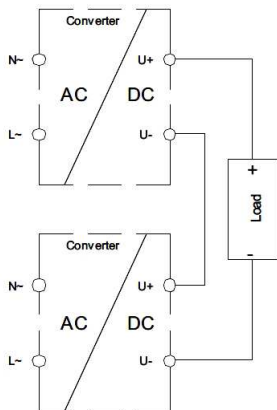 Converter
N~ U+
AC DC
L~ U-
+
Load
-
Converter
N~ U+
AC DC
L~ U-